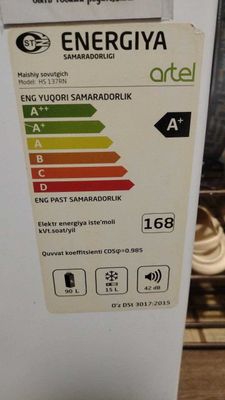 ENERGIYA
SAMARADORLIGI
Maishiy sovutgich
Model: HS 137RN
artel
ENG YUQORI SAMARADORLIK
A++
A+
A
B
C
D
A+
ENG PAST SAMARADORLIK
Elektr energiya iste'moli
kVt.soat/yil
168
Quvvat koeffitsienti COSφ=0.985
90 L
15 L
42 dB
O'z DSt 3017:2015